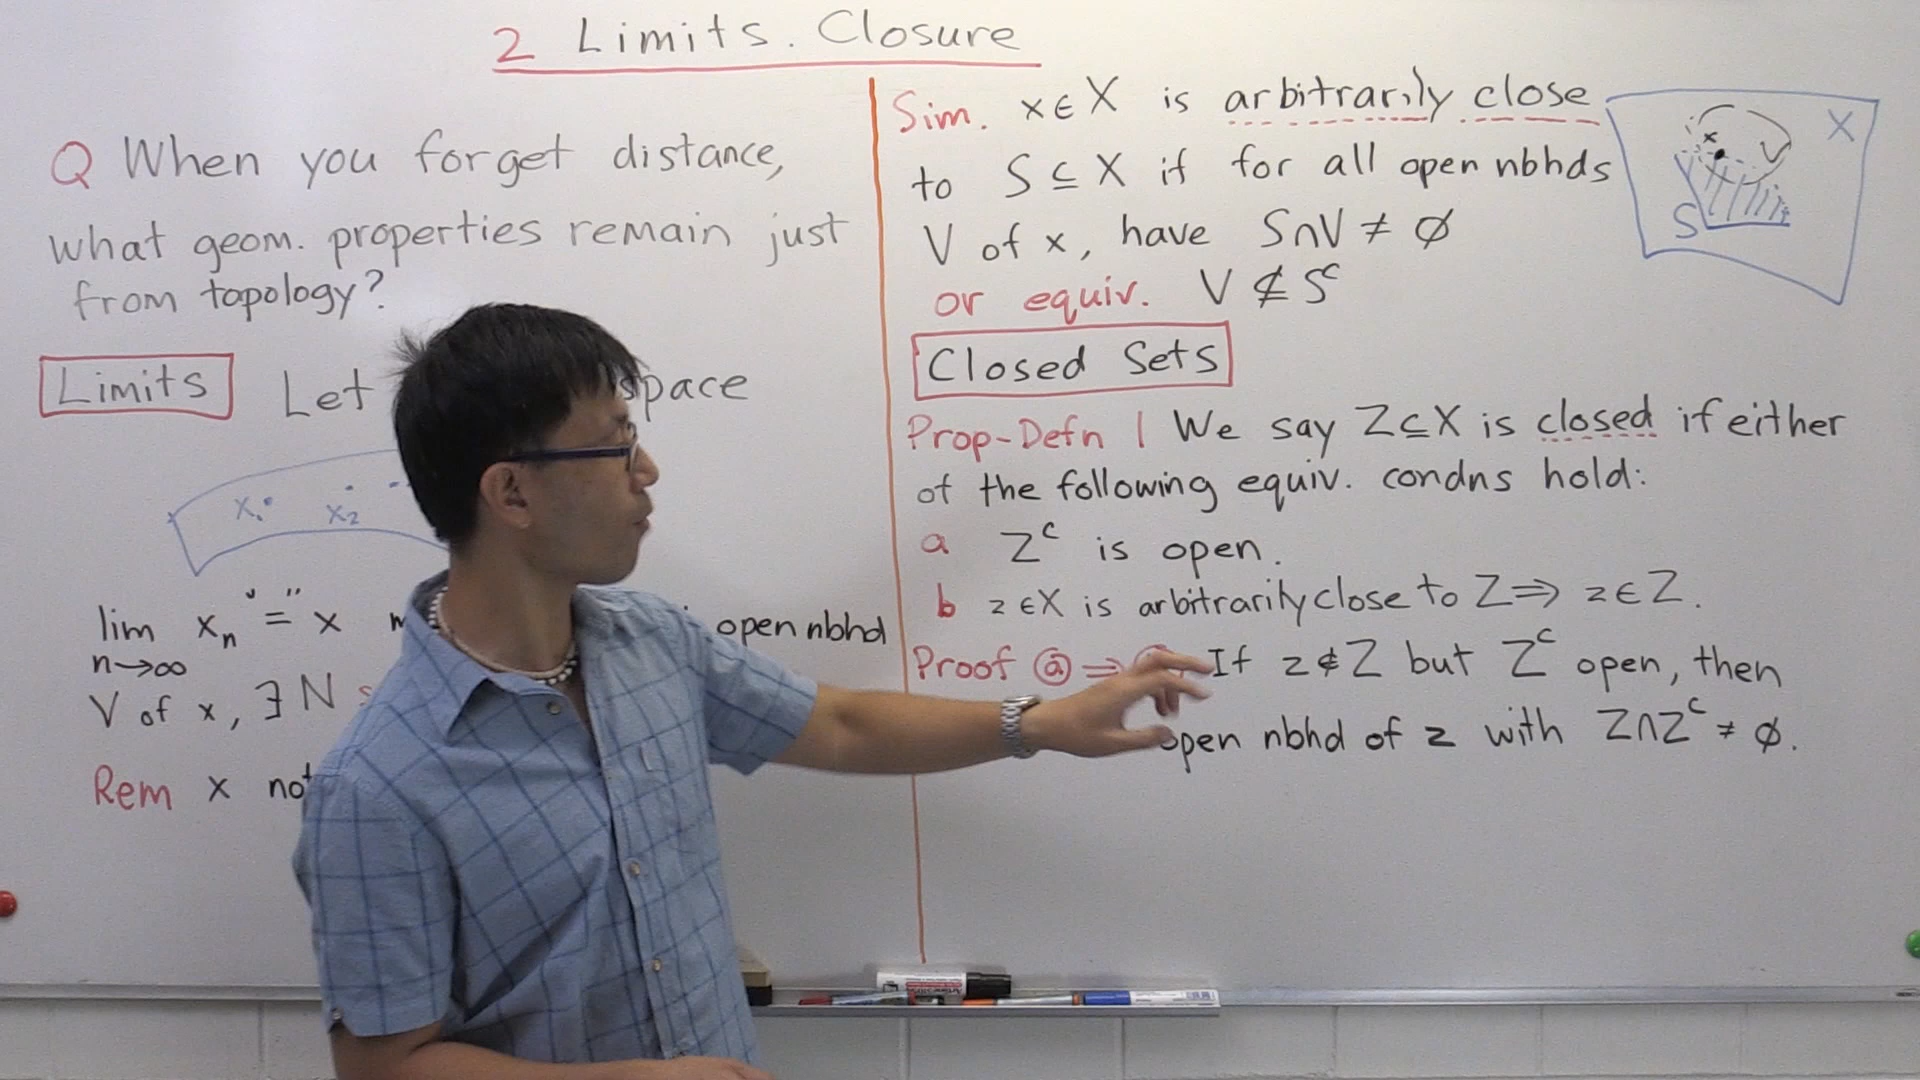 2 Limits. Closure
Q When you forget distance,
what geom. properties remain just
from topology?
Limits Let space
x₁ x₂
lim xₙ "=" x
n→∞
open nbhd
V of x, ∃ N
Rem x not
Sim. x∈X is arbitrarily close
to S ⊆ X if for all open nbhds
V of x, have S∩V ≠ ∅
or equiv. V ⊈ Sᶜ
x V X
S
Closed Sets
Prop-Defn 1 We say Z⊆X is closed if either
of the following equiv. condns hold:
a Zᶜ is open.
b z∈X is arbitrarily close to Z ⇒ z∈Z.
Proof ⓐ ⇒ If z∉Z but Zᶜ open, then
open nbhd of z with Z∩Zᶜ ≠ ∅.